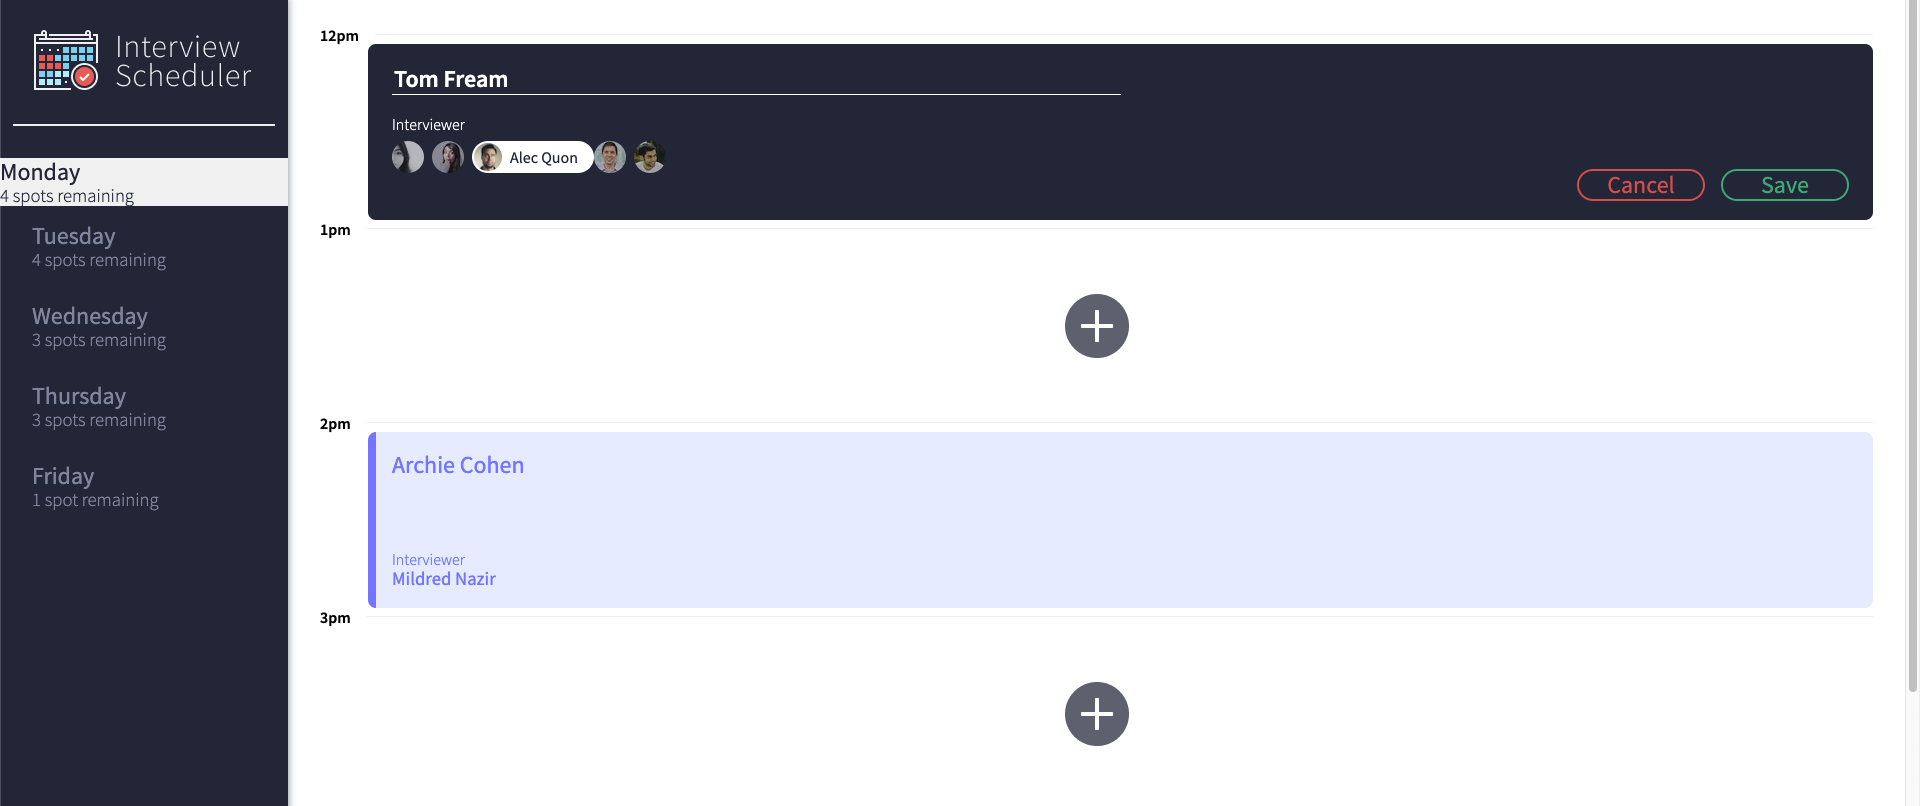 Interview
Scheduler
Monday
4 spots remaining
Tuesday
4 spots remaining
Wednesday
3 spots remaining
Thursday
3 spots remaining
Friday
1 spot remaining
12pm
Tom Fream
Interviewer
Alec Quon
Cancel
Save
1pm
2pm
Archie Cohen
Interviewer
Mildred Nazir
3pm